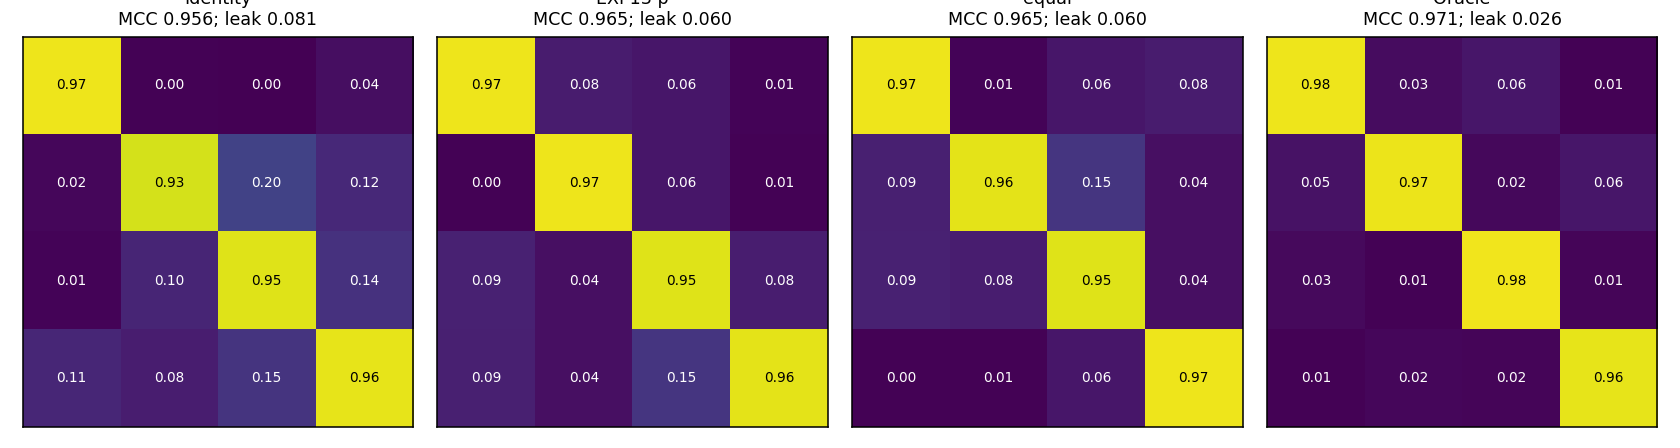 Identity
MCC 0.956; leak 0.081
0.97 0.00 0.00 0.04
0.02 0.93 0.20 0.12
0.01 0.10 0.95 0.14
0.11 0.08 0.15 0.96
MCC 0.965; leak 0.060
0.97 0.08 0.06 0.01
0.00 0.97 0.06 0.01
0.09 0.04 0.95 0.08
0.09 0.04 0.15 0.96
equal
MCC 0.965; leak 0.060
0.97 0.01 0.06 0.08
0.09 0.96 0.15 0.04
0.09 0.08 0.95 0.04
0.00 0.01 0.06 0.97
Oracle
MCC 0.971; leak 0.026
0.98 0.03 0.06 0.01
0.05 0.97 0.02 0.06
0.03 0.01 0.98 0.01
0.01 0.02 0.02 0.96